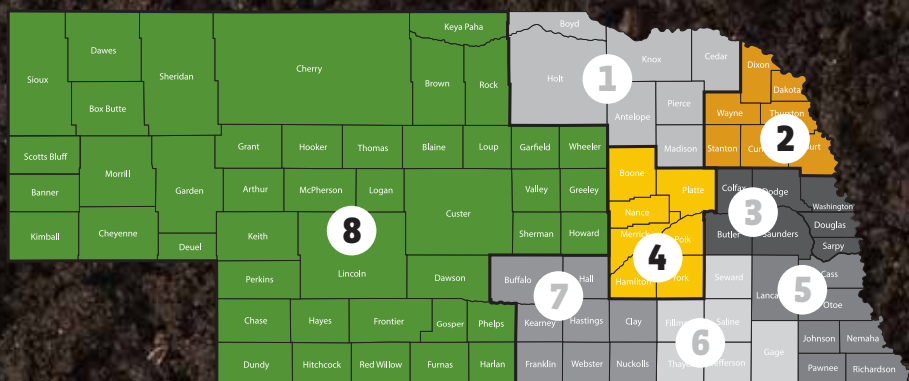 Keya Paha
Boyd
Dawes
Sioux
Sheridan
Cherry
Brown
Rock
Holt
1
Knox
Cedar
Dixon
Dakota
Box Butte
Antelope
Pierce
Wayne
Thurston
Scotts Bluff
Grant
Hooker
Thomas
Blaine
Loup
Garfield
Wheeler
Madison
Stanton
2
Morrill
Banner
Garden
Arthur
McPherson
Logan
Custer
Valley
Greeley
Boone
Platte
Colfax
3
Washington
Nance
Kimball
Cheyenne
Deuel
Keith
8
Sherman
Howard
Merrick
Polk
Butler
Saunders
Douglas
Sarpy
4
Perkins
Lincoln
Dawson
Buffalo
7
Hall
Hamilton
York
Seward
5
Cass
Otoe
Chase
Hayes
Frontier
Gosper
Phelps
Kearney
Hastings
Clay
6
Saline
Johnson
Nemaha
Dundy
Hitchcock
Red Willow
Furnas
Harlan
Franklin
Webster
Nuckolls
Gage
Pawnee
Richardson